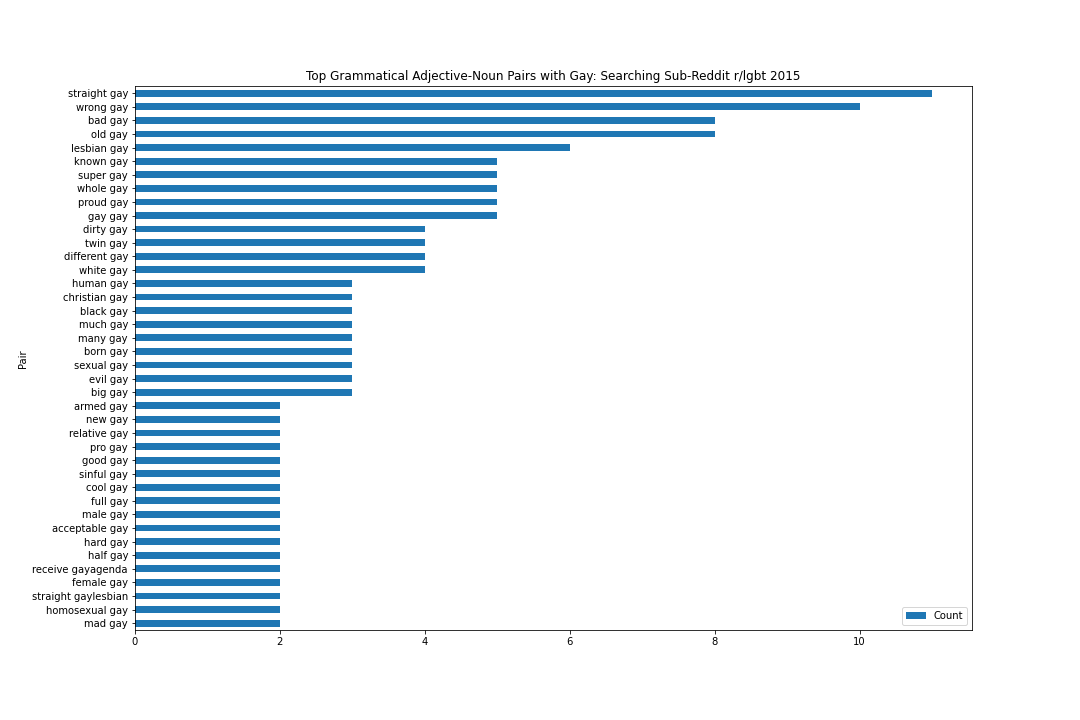 Top Grammatical Adjective-Noun Pairs with Gay: Searching Sub-Reddit r/lgbt 2015
straight gay
wrong gay
bad gay
old gay
lesbian gay
known gay
super gay
whole gay
proud gay
gay gay
dirty gay
twin gay
different gay
white gay
human gay
christian gay
black gay
much gay
many gay
born gay
sexual gay
evil gay
big gay
armed gay
new gay
relative gay
pro gay
good gay
sinful gay
cool gay
full gay
male gay
acceptable gay
hard gay
half gay
receive gayagenda
female gay
straight gaylesbian
homosexual gay
mad gay
Pair
Count
0 2 4 6 8 10